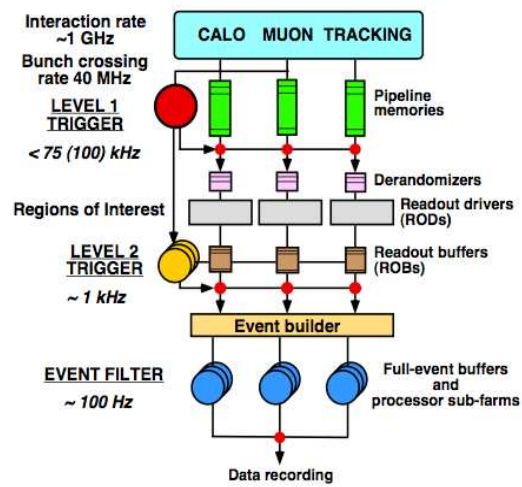 Interaction rate
~1 GHz
CALO MUON TRACKING
Bunch crossing
rate 40 MHz
LEVEL 1
TRIGGER
< 75 (100) kHz
Pipeline
memories
Derandomizers
Regions of Interest
Readout drivers
(RODs)
LEVEL 2
TRIGGER
~ 1 kHz
Readout buffers
(ROBs)
Event builder
EVENT FILTER
~ 100 Hz
Full-event buffers
and
processor sub-farms
Data recording